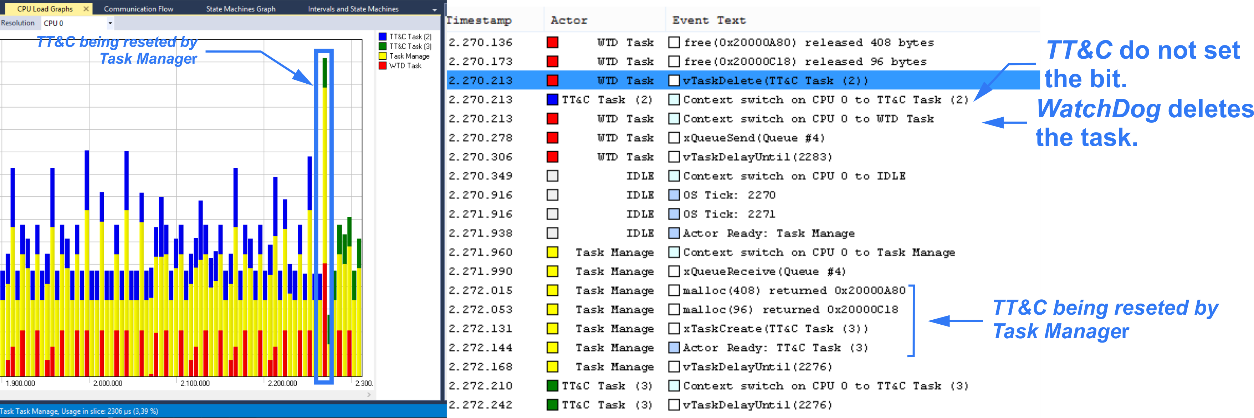 CPU Load Graphs × Communication Flow State Machines Graph Intervals and State Machines
Resolution CPU 0
TT&C being reseted by
Task Manager
TT&C Task (2)
TT&C Task (3)
Task Manage
WTD Task
1.900.000 2.000.000 2.100.000 2.200.000 2.300.
Task Task Manage, Usage in slice: 2306 µs (3,39 %)
Timestamp Actor Event Text
2.270.136 WTD Task free(0x20000A80) released 408 bytes
2.270.173 WTD Task free(0x20000C18) released 96 bytes
2.270.213 WTD Task vTaskDelete(TT&C Task (2))
2.270.213 TT&C Task (2) Context switch on CPU 0 to TT&C Task (2)
2.270.213 WTD Task Context switch on CPU 0 to WTD Task
2.270.278 WTD Task xQueueSend(Queue #4)
2.270.306 WTD Task vTaskDelayUntil(2283)
2.270.349 IDLE Context switch on CPU 0 to IDLE
2.270.916 IDLE OS Tick: 2270
2.271.916 IDLE OS Tick: 2271
2.271.938 IDLE Actor Ready: Task Manage
2.271.960 Task Manage Context switch on CPU 0 to Task Manage
2.271.990 Task Manage xQueueReceive(Queue #4)
2.272.015 Task Manage malloc(408) returned 0x20000A80
2.272.053 Task Manage malloc(96) returned 0x20000C18
2.272.131 Task Manage xTaskCreate(TT&C Task (3))
2.272.144 Task Manage Actor Ready: TT&C Task (3)
2.272.168 Task Manage vTaskDelayUntil(2276)
2.272.210 TT&C Task (3) Context switch on CPU 0 to TT&C Task (3)
2.272.242 TT&C Task (3) vTaskDelayUntil(2276)
TT&C do not set
the bit.
WatchDog deletes
the task.
TT&C being reseted by
Task Manager